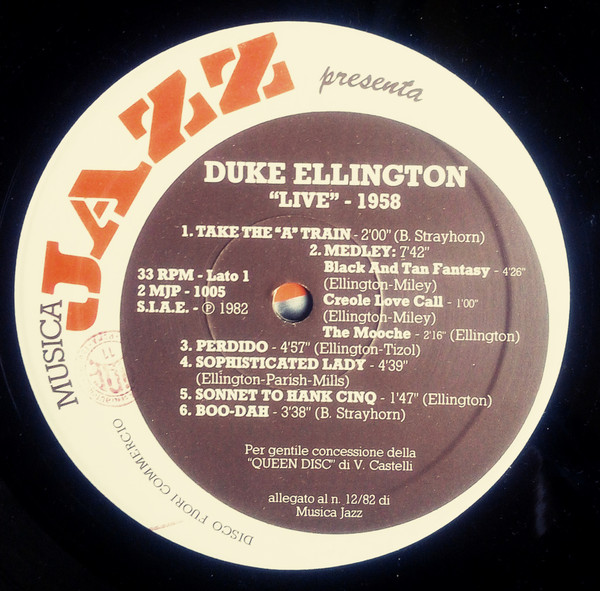 MUSICA JAZZ
presenta
DUKE ELLINGTON
“LIVE” - 1958
1. TAKE THE “A” TRAIN - 2'00" (B. Strayhorn)
2. MEDLEY: 7'42"
Black And Tan Fantasy - 4'26"
(Ellington-Miley)
Creole Love Call - 1'00"
(Ellington-Miley)
The Mooche - 2'16" (Ellington)
33 RPM - Lato 1
2 MJP - 1005
S.I.A.E. - ℗ 1982
3. PERDIDO - 4'57" (Ellington-Tizol)
4. SOPHISTICATED LADY - 4'39"
(Ellington-Parish-Mills)
5. SONNET TO HANK CINQ - 1'47" (Ellington)
6. BOO-DAH - 3'38" (B. Strayhorn)
Per gentile concessione della
“QUEEN DISC” di V. Castelli
allegato al n. 12/82 di
Musica Jazz
DISCO FUORI COMMERCIO